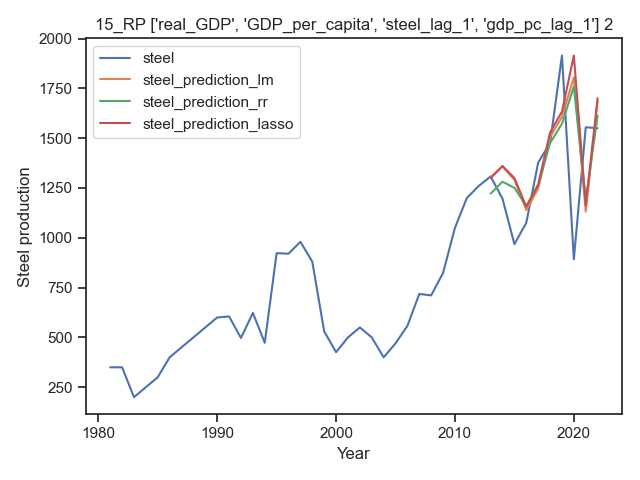 15_RP ['real_GDP', 'GDP_per_capita', 'steel_lag_1', 'gdp_pc_lag_1'] 2
steel
steel_prediction_lm
steel_prediction_rr
steel_prediction_lasso
2000
1750
1500
1250
1000
750
500
250
Steel production
1980
1990
2000
2010
2020
Year